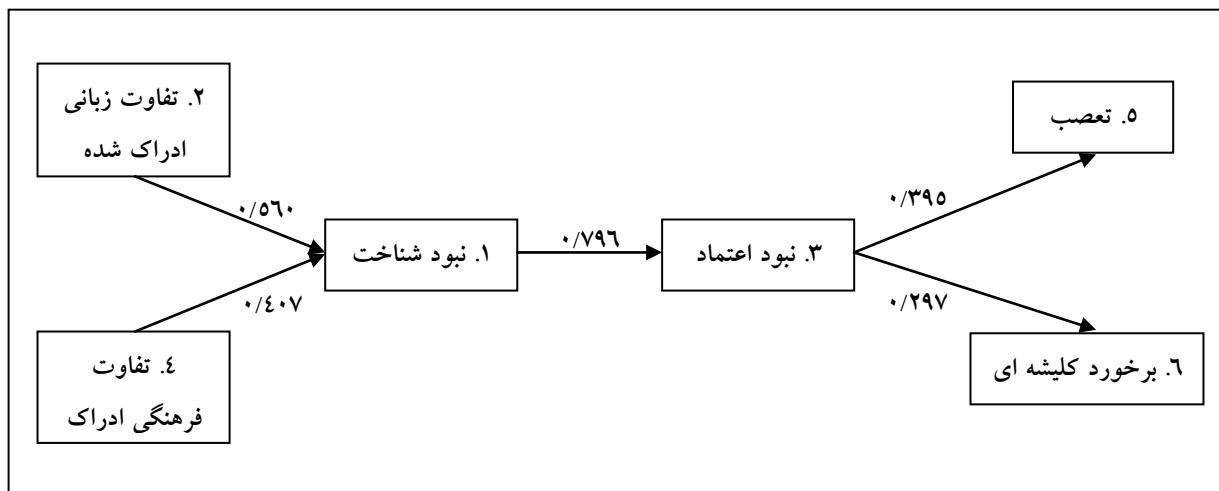 ۲. تفاوت زبانی
ادراک شده
۵. تعصب
۰/۵۶۰
۰/۳۹۵
۱. نبود شناخت
۰/۷۹۶
۳. نبود اعتماد
۰/۴۰۷
۰/۲۹۷
۴. تفاوت
فرهنگی ادراک
۶. برخورد کلیشه ای